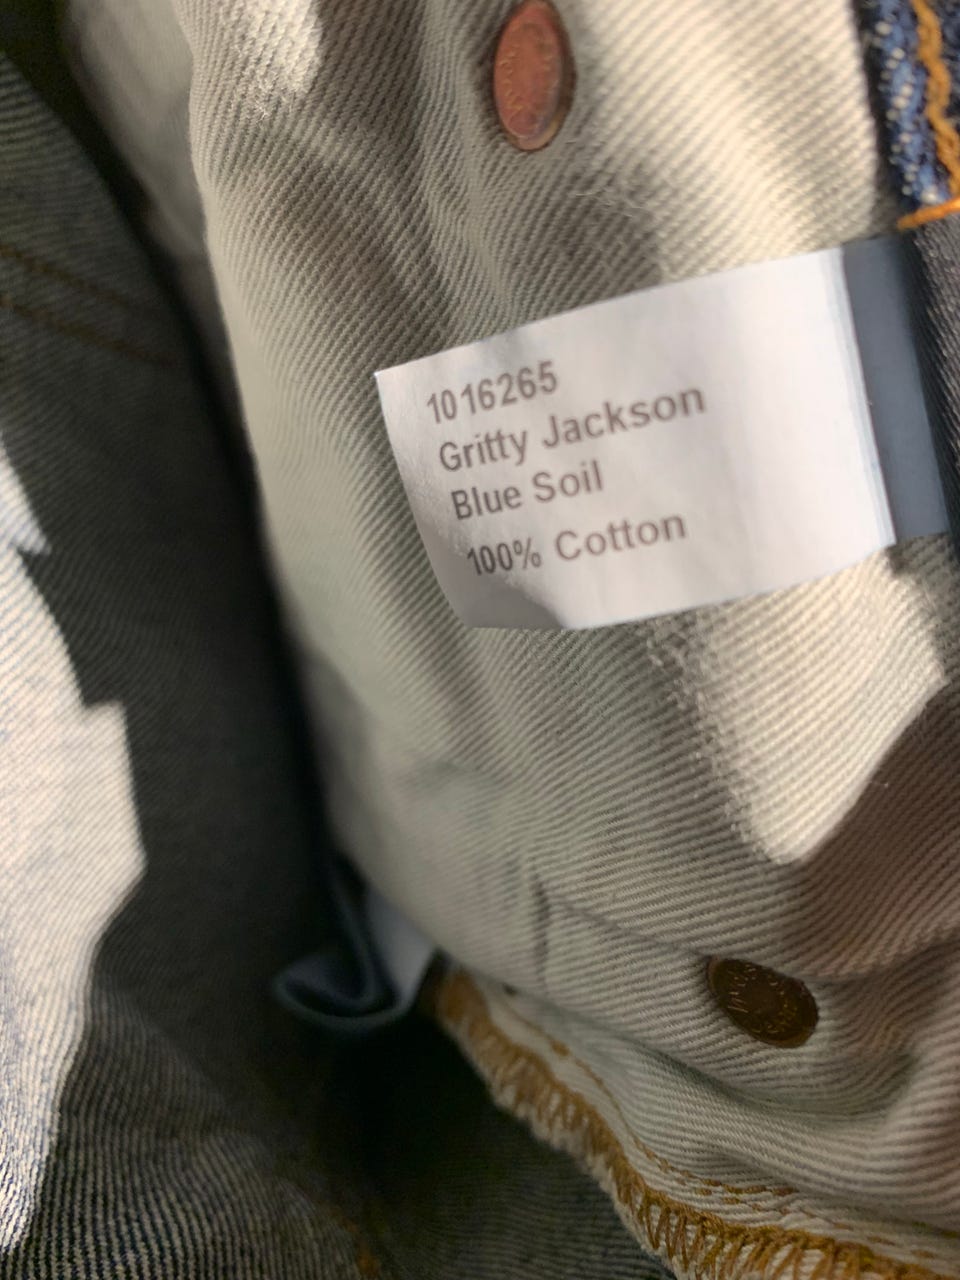 1016265
Gritty Jackson
Blue Soil
100% Cotton